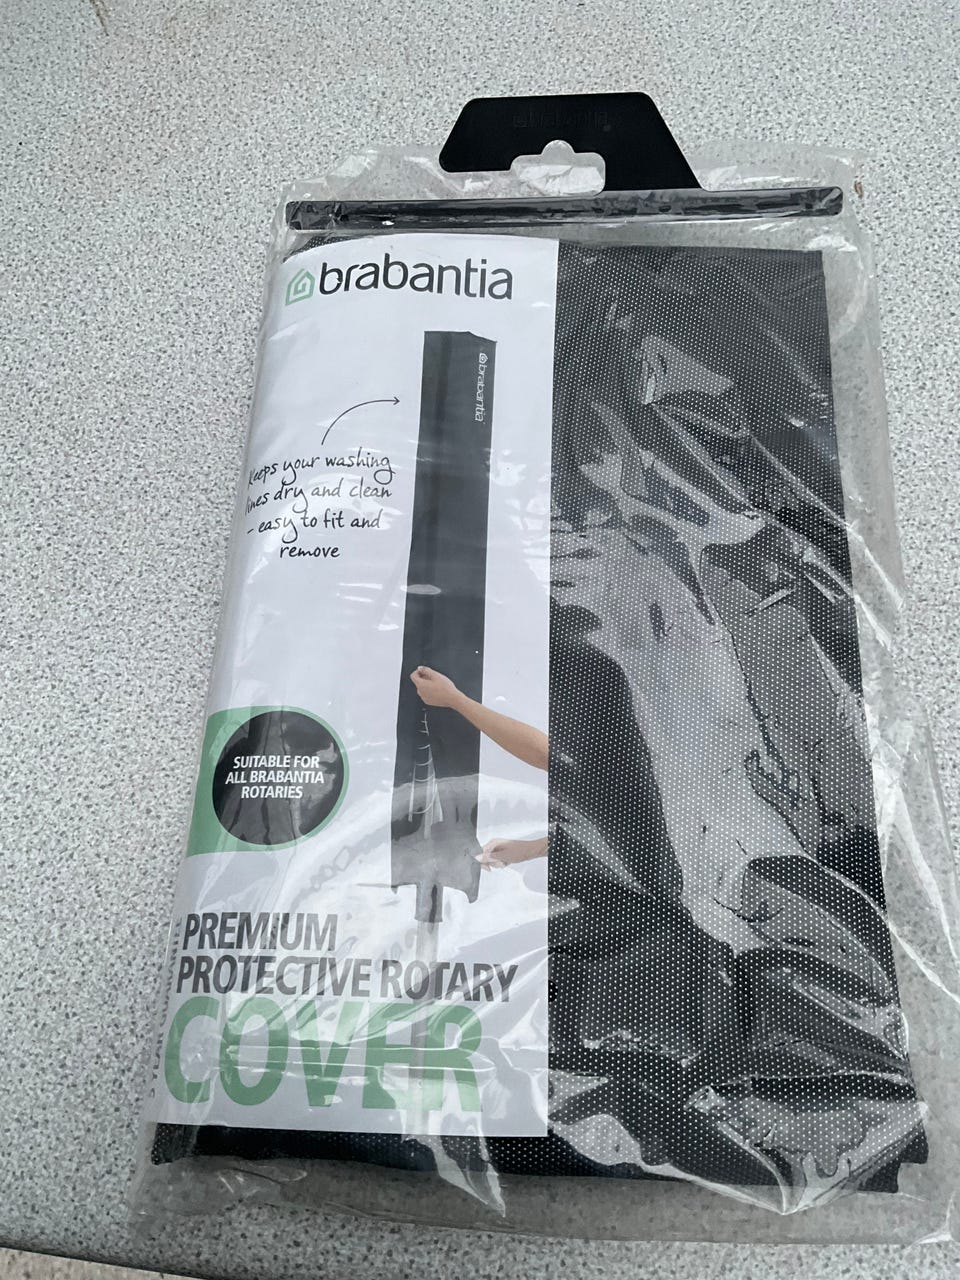 brabantia
brabantia
brabantia
keeps your washing
lines dry and clean
- easy to fit and
remove
SUITABLE FOR
ALL BRABANTIA
ROTARIES
PREMIUM
PROTECTIVE ROTARY
COVER